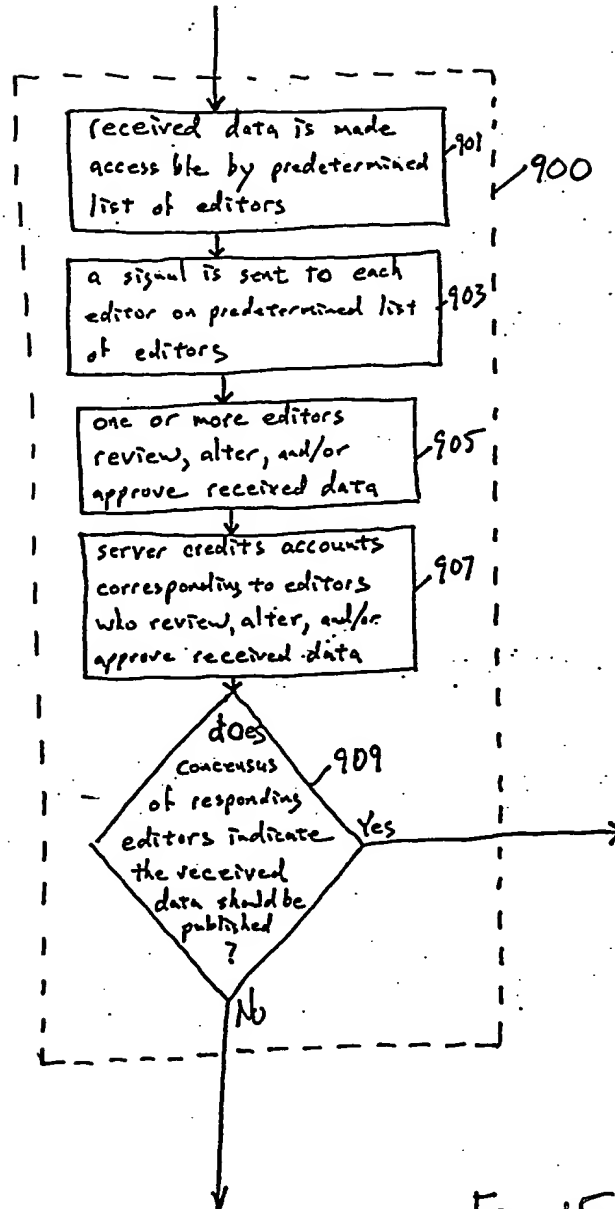 received data is made
access ble by predetermined
list of editors
901
900
a signal is sent to each
editor on predetermined list
of editors
903
one or more editors
review, alter, and/or
approve received data
905
server credits accounts
corresponding to editors
who review, alter, and/or
approve received data
907
does
concensus
of responding
editors indicate
the received
data should be
published
?
909
Yes
No